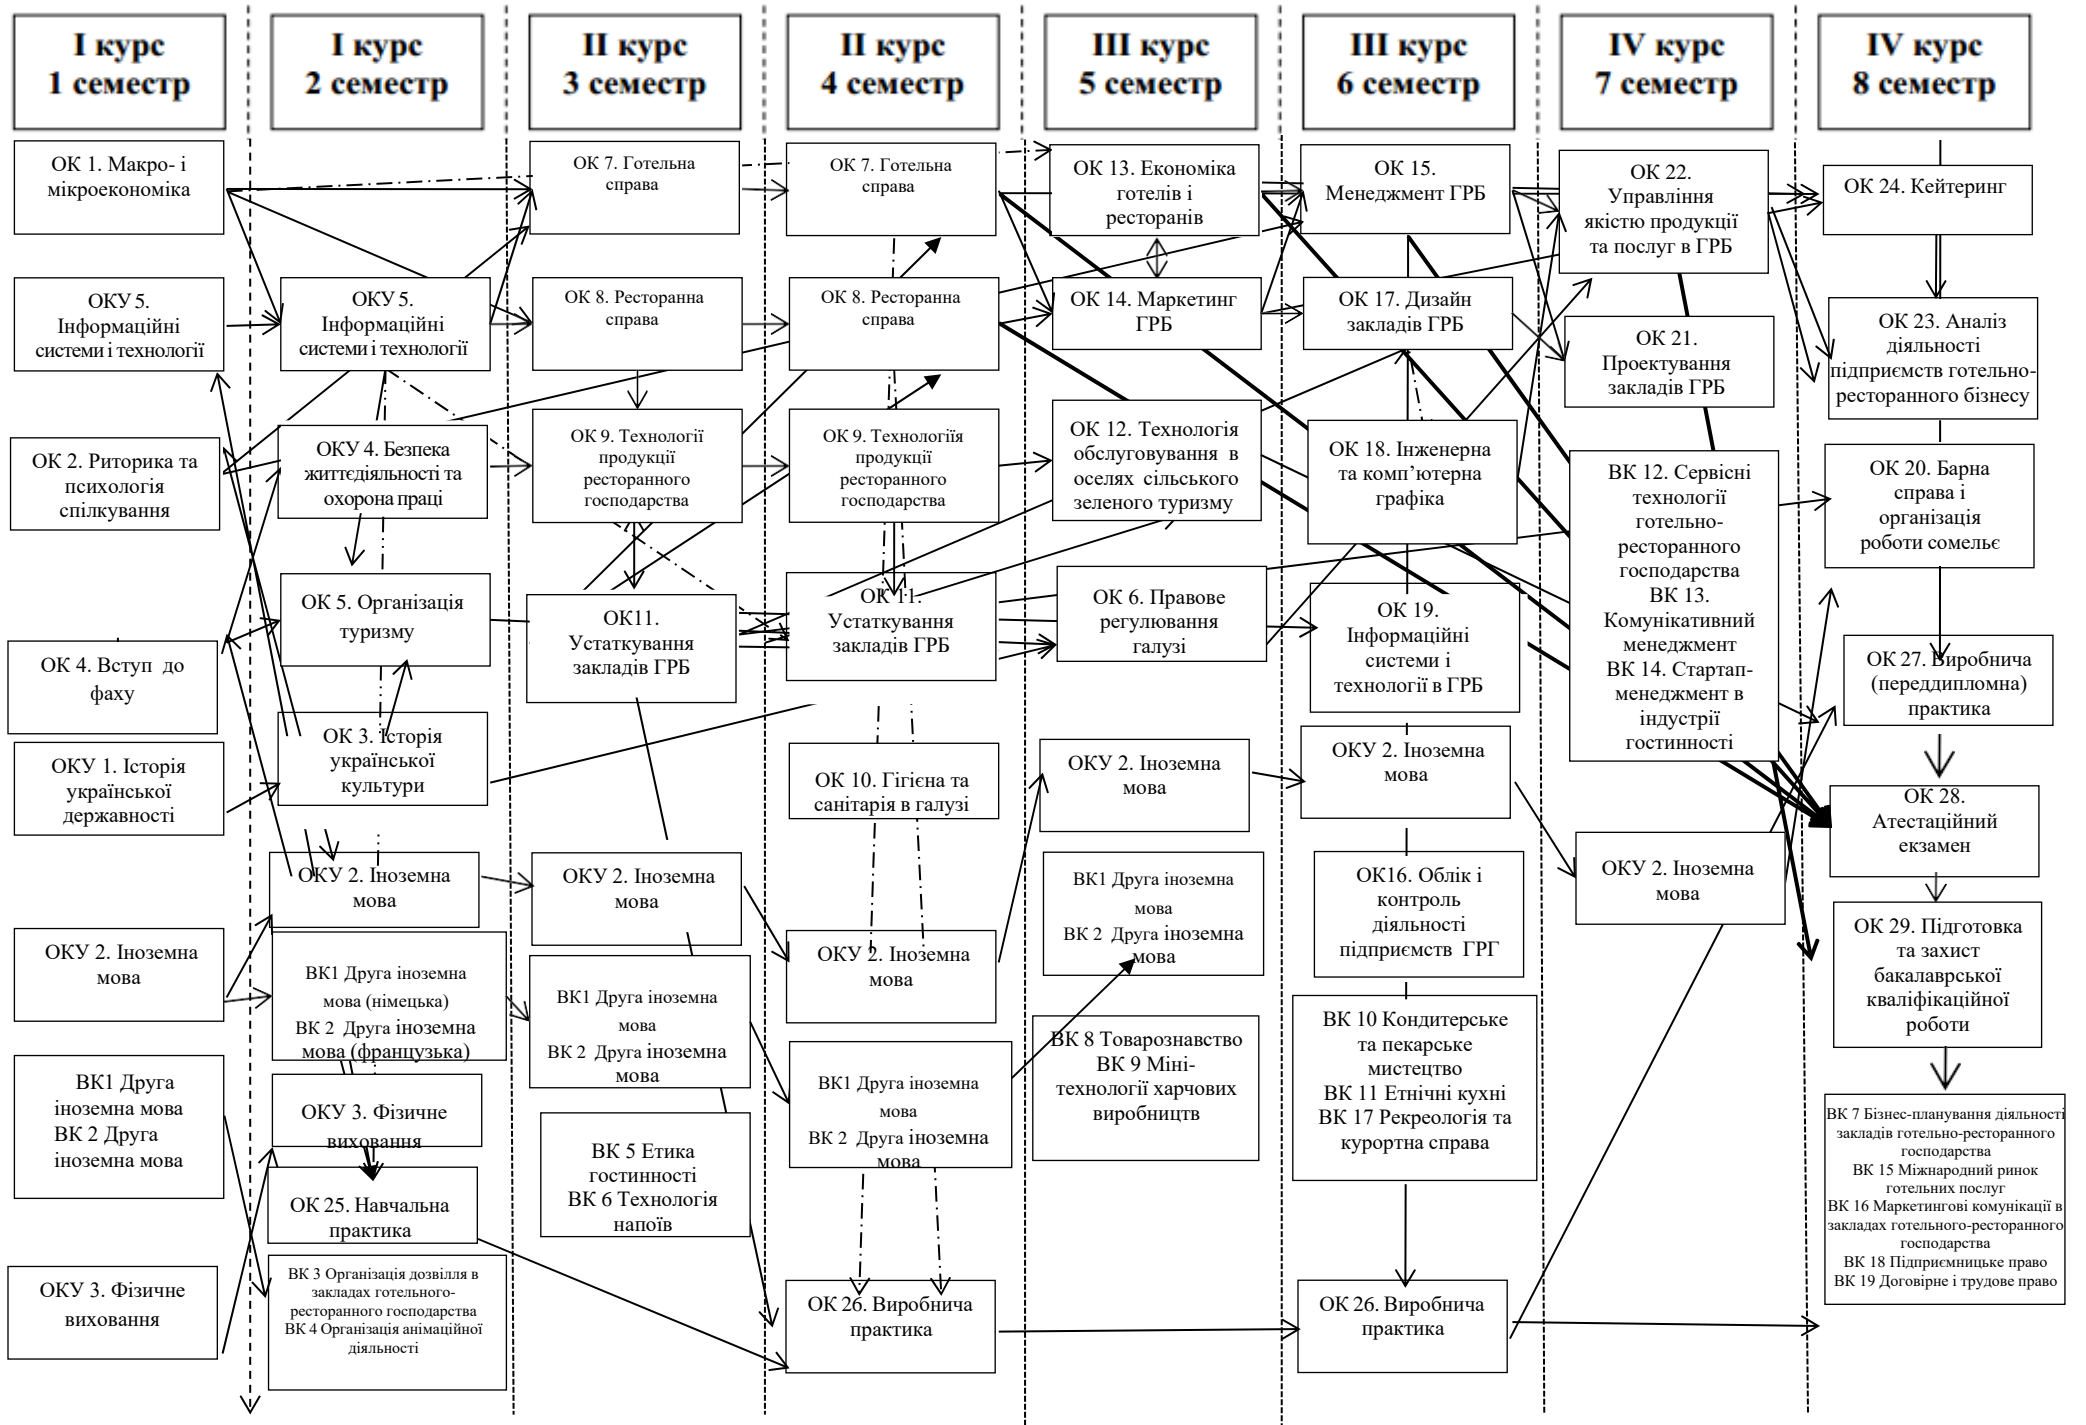 І курс
1 семестр
І курс
2 семестр
ІІ курс
3 семестр
ІІ курс
4 семестр
ІІІ курс
5 семестр
ІІІ курс
6 семестр
IV курс
7 семестр
IV курс
8 семестр
ОК 1. Макро- і
мікроекономіка
ОКУ 5.
Інформаційні
системи і технології
ОК 2. Риторика та
психологія
спілкування
ОК 4. Вступ до
фаху
ОКУ 1. Історія
української
державності
ОКУ 2. Іноземна
мова
ВК1 Друга
іноземна мова
ВК 2 Друга
іноземна мова
ОКУ 3. Фізичне
виховання
ОКУ 5.
Інформаційні
системи і технології
ОКУ 4. Безпека
життєдіяльності та
охорона праці
ОК 5. Організація
туризму
ОК 3. Історія
української
культури
ОКУ 2. Іноземна
мова
ВК1 Друга іноземна
мова (німецька)
ВК 2 Друга іноземна
мова (французька)
ОКУ 3. Фізичне
виховання
ОК 25. Навчальна
практика
ВК 3 Організація дозвілля в
закладах готельного-
ресторанного господарства
ВК 4 Організація анімаційної
діяльності
ОК 7. Готельна
справа
ОК 8. Ресторанна
справа
ОК 9. Технології
продукції
ресторанного
господарства
ОК11.
Устаткування
закладів ГРБ
ОКУ 2. Іноземна
мова
ВК1 Друга іноземна
мова
ВК 2 Друга іноземна
мова
ВК 5 Етика
гостинності
ВК 6 Технологія
напоїв
ОК 7. Готельна
справа
ОК 8. Ресторанна
справа
ОК 9. Технологіія
продукції
ресторанного
господарства
ОК 11.
Устаткування
закладів ГРБ
ОК 10. Гігієна та
санітарія в галузі
ОКУ 2. Іноземна
мова
ВК1 Друга іноземна
мова
ВК 2 Друга іноземна
мова
ОК 26. Виробнича
практика
ОК 13. Економіка
готелів і
ресторанів
ОК 14. Маркетинг
ГРБ
ОК 12. Технологія
обслуговування в
оселях сільського
зеленого туризму
ОК 6. Правове
регулювання
галузі
ОКУ 2. Іноземна
мова
ВК1 Друга іноземна
мова
ВК 2 Друга іноземна
мова
ВК 8 Товарознавство
ВК 9 Міні-
технології харчових
виробництв
ОК 15.
Менеджмент ГРБ
ОК 17. Дизайн
закладів ГРБ
ОК 18. Інженерна
та комп’ютерна
графіка
ОК 19.
Інформаційні
системи і
технології в ГРБ
ОКУ 2. Іноземна
мова
ОК16. Облік і
контроль
діяльності
підприємств ГРГ
ВК 10 Кондитерське
та пекарське
мистецтво
ВК 11 Етнічні кухні
ВК 17 Рекреологія та
курортна справа
ОК 26. Виробнича
практика
ОК 22.
Управління
якістю продукції
та послуг в ГРБ
ОК 21.
Проектування
закладів ГРБ
ВК 12. Сервісні
технології
готельно-
ресторанного
господарства
ВК 13.
Комунікативний
менеджмент
ВК 14. Стартап-
менеджмент в
індустрії
гостинності
ОКУ 2. Іноземна
мова
ОК 24. Кейтеринг
ОК 23. Аналіз
діяльності
підприємств готельно-
ресторанного бізнесу
ОК 20. Барна
справа і
організація
роботи сомельє
ОК 27. Виробнича
(переддипломна)
практика
ОК 28.
Атестаційний
екзамен
ОК 29. Підготовка
та захист
бакалаврської
кваліфікаційної
роботи
ВК 7 Бізнес-планування діяльності
закладів готельно-ресторанного
господарства
ВК 15 Міжнародний ринок
готельних послуг
ВК 16 Маркетингові комунікації в
закладах готельного-ресторанного
господарства
ВК 18 Підприємницьке право
ВК 19 Договірне і трудове право